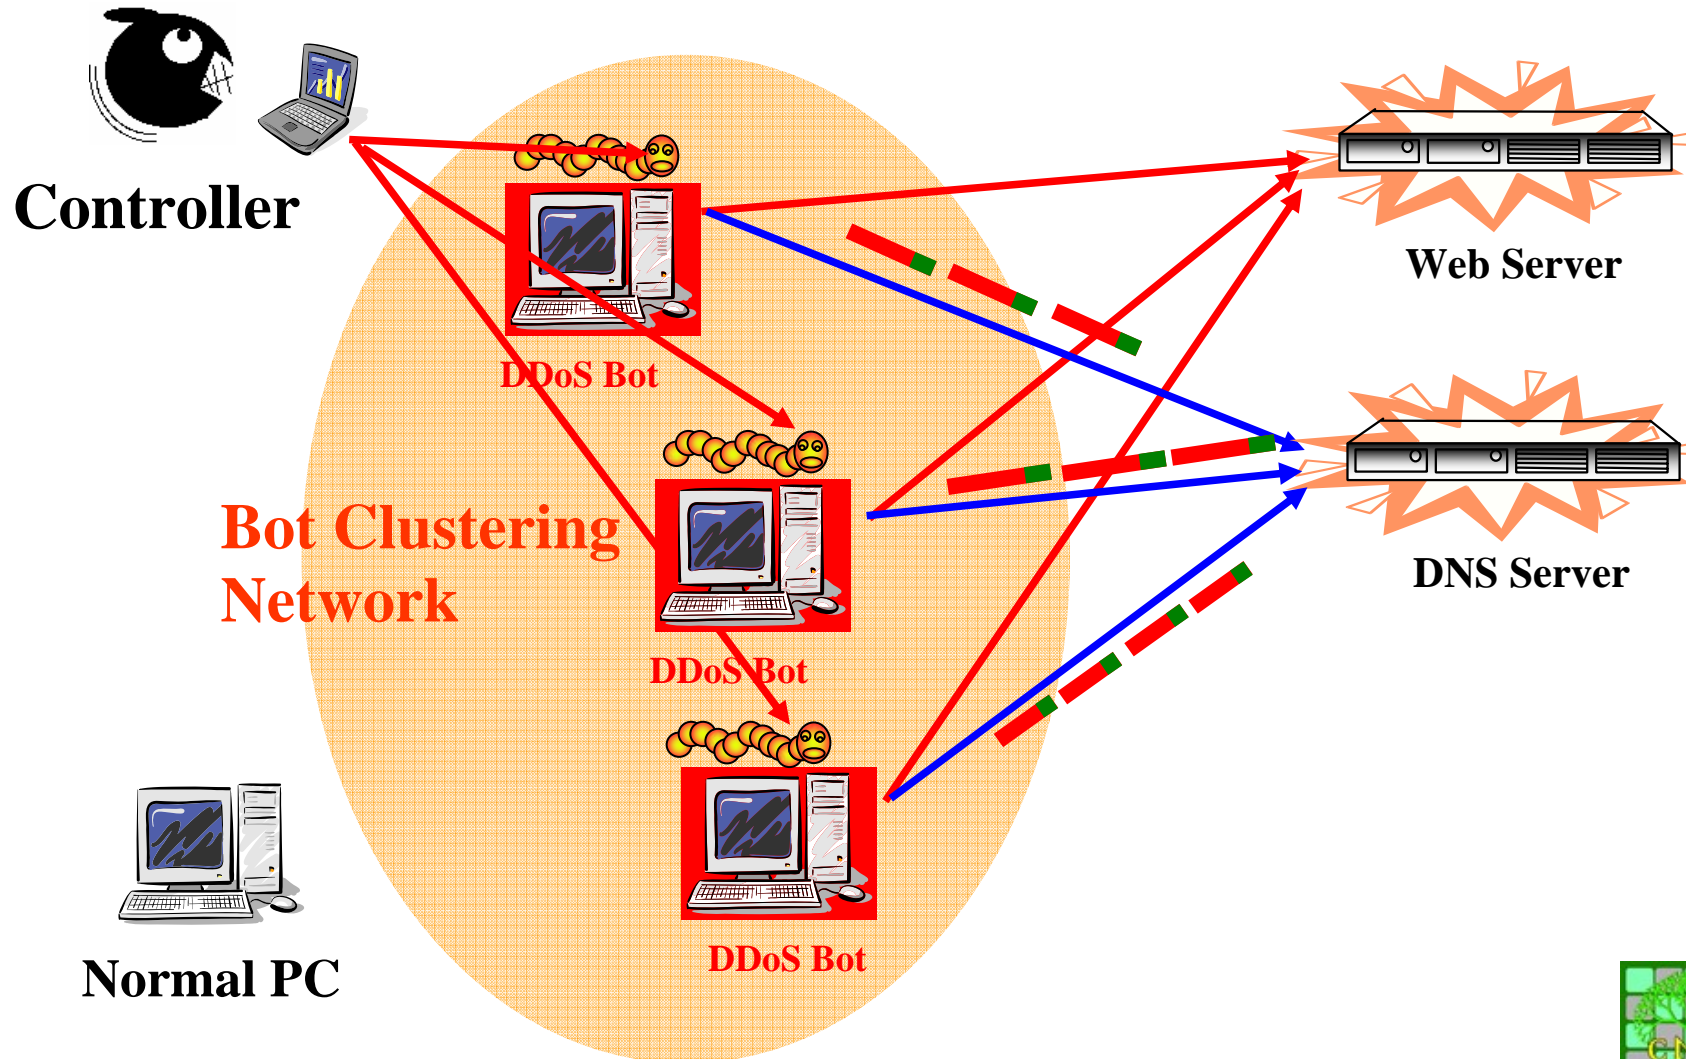 Controller
Web Server
DDoS Bot
Bot Clustering
Network
DNS Server
DDoS Bot
DDoS Bot
Normal PC